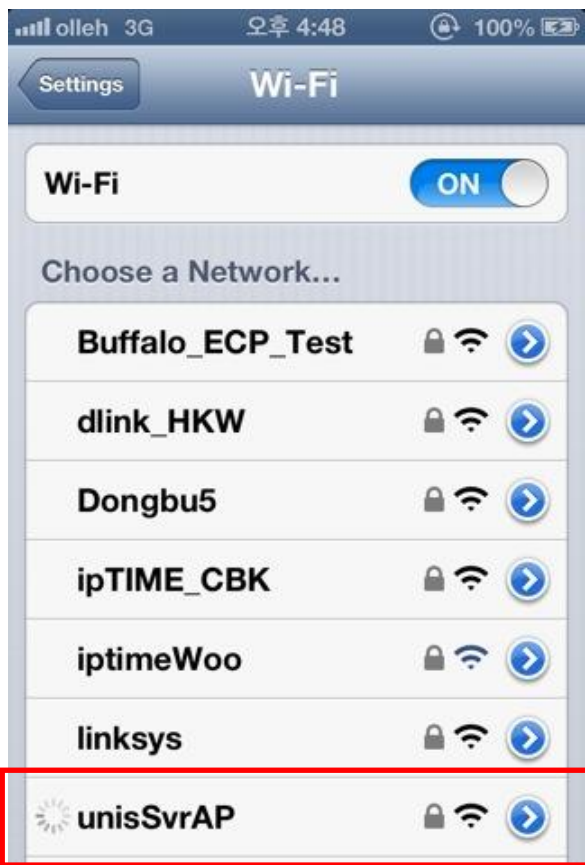 olleh 3G 오후 4:48 100%
Settings Wi-Fi
Wi-Fi ON
Choose a Network...
Buffalo_ECP_Test
dlink_HKW
Dongbu5
ipTIME_CBK
iptimeWoo
linksys
unisSvrAP